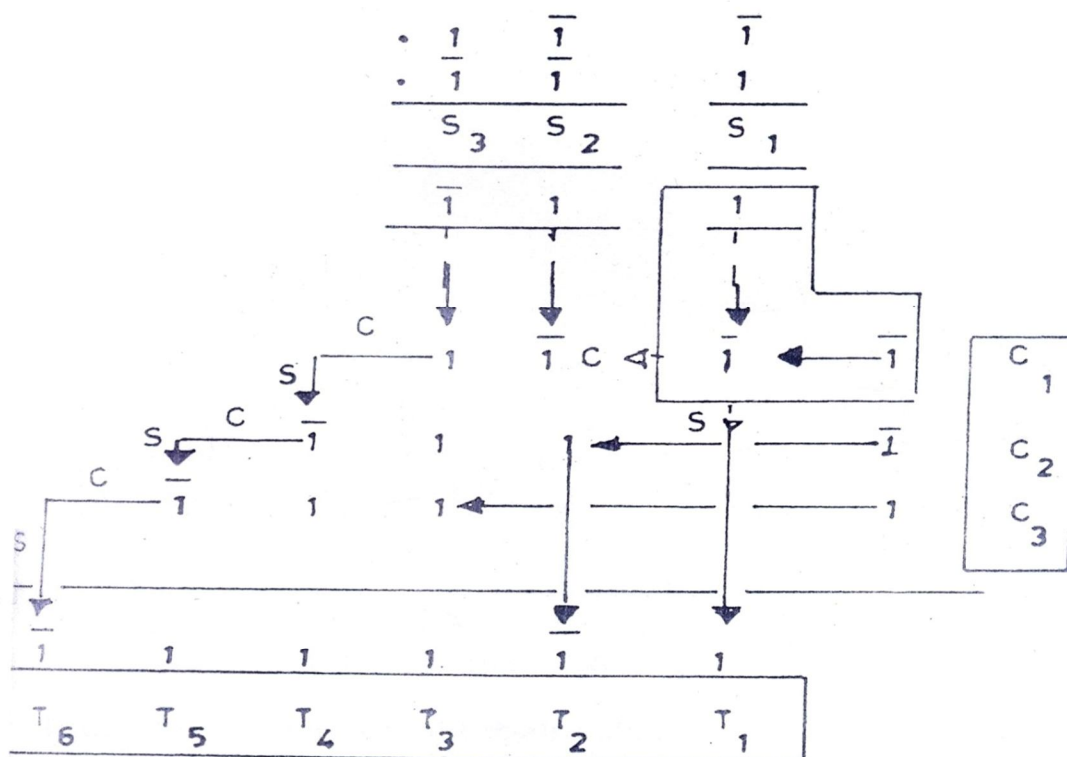 . 1 1̅ 1̅
. 1̅ 1̅ 1
S3 S2 S1
1̅ 1 1
C 1 1̅ C 1̅ 1̅ C1
S
C 1̅ 1 1 S 1̅ C2
S
C 1̅ 1 1 1 C3
S
1̅ 1 1 1 1̅ 1
T6 T5 T4 T3 T2 T1